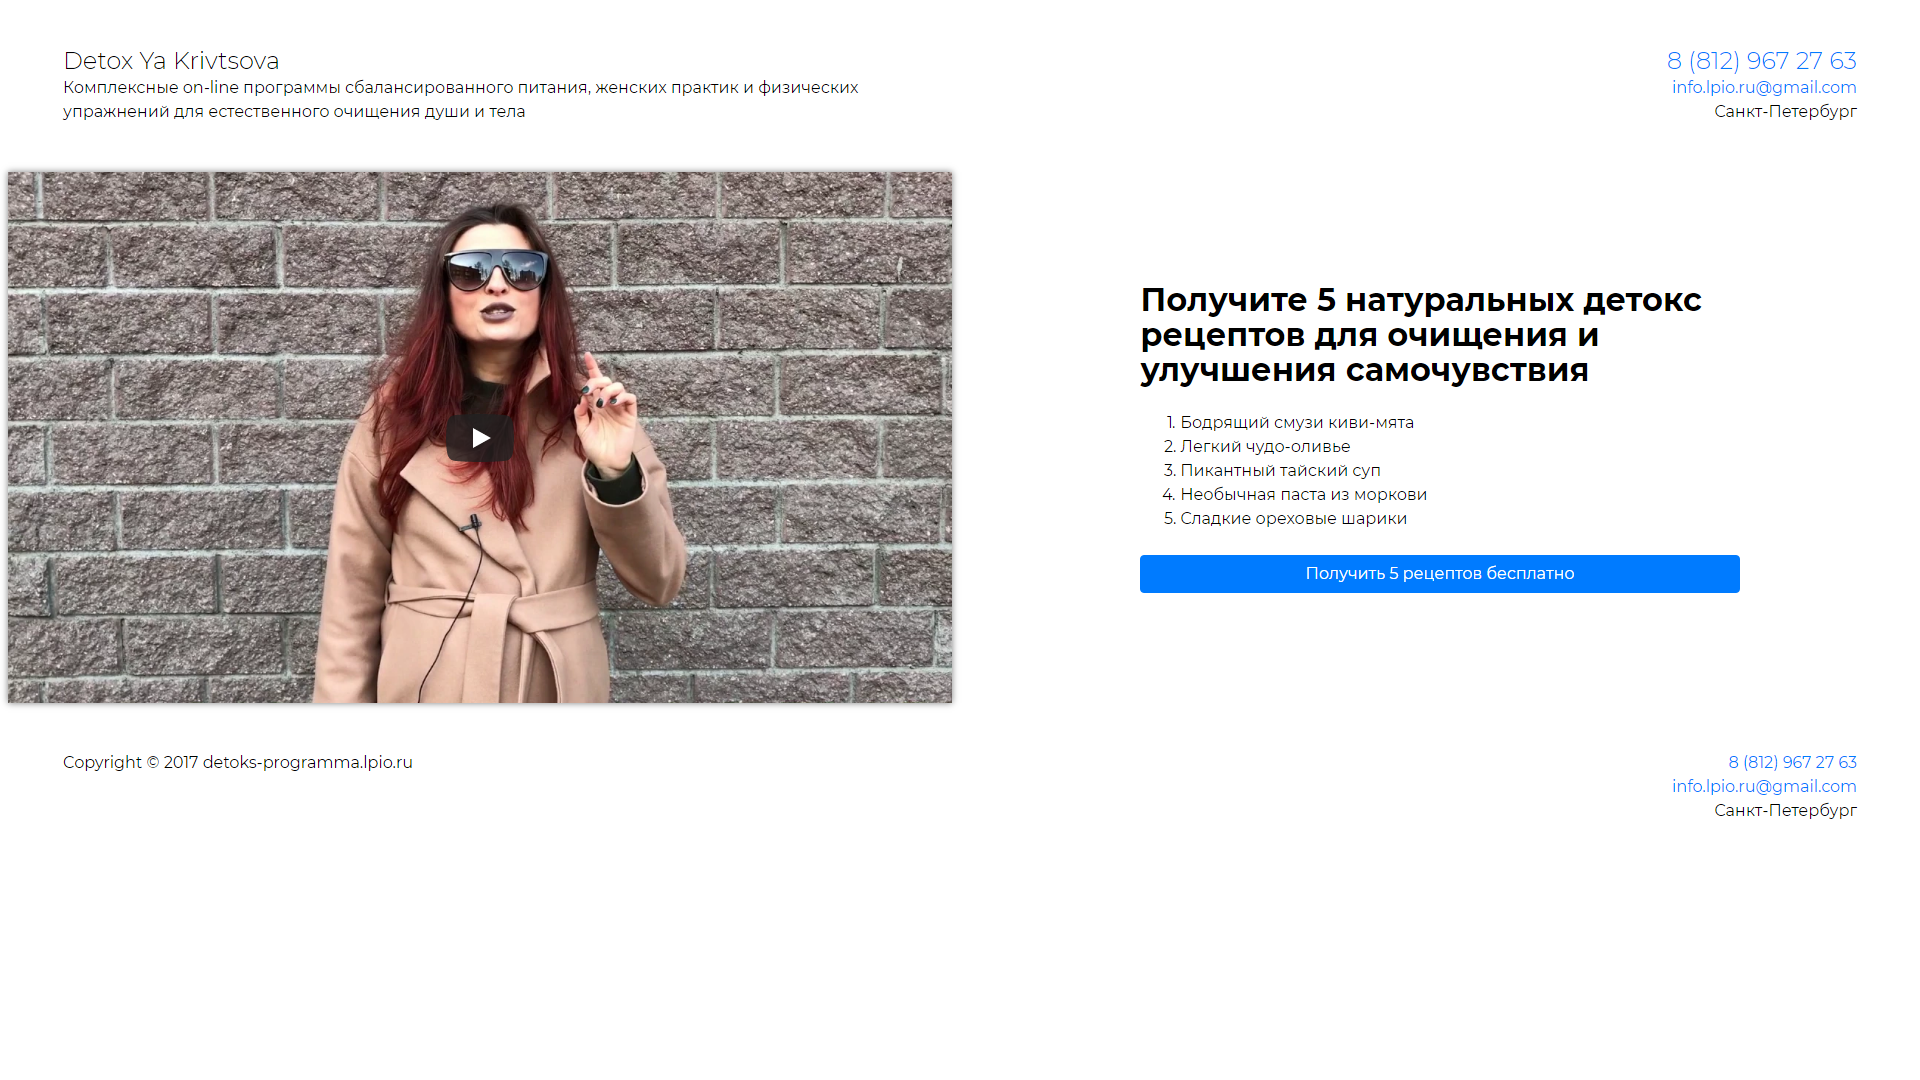 Detox Ya Krivtsova
Комплексные on-line программы сбалансированного питания, женских практик и физических
упражнений для естественного очищения души и тела
8 (812) 967 27 63
info.lpio.ru@gmail.com
Санкт-Петербург
Получите 5 натуральных детокс
рецептов для очищения и
улучшения самочувствия
1. Бодрящий смузи киви-мята
2. Легкий чудо-оливье
3. Пикантный тайский суп
4. Необычная паста из моркови
5. Сладкие ореховые шарики
Получить 5 рецептов бесплатно
Copyright © 2017 detoks-programma.lpio.ru
8 (812) 967 27 63
info.lpio.ru@gmail.com
Санкт-Петербург